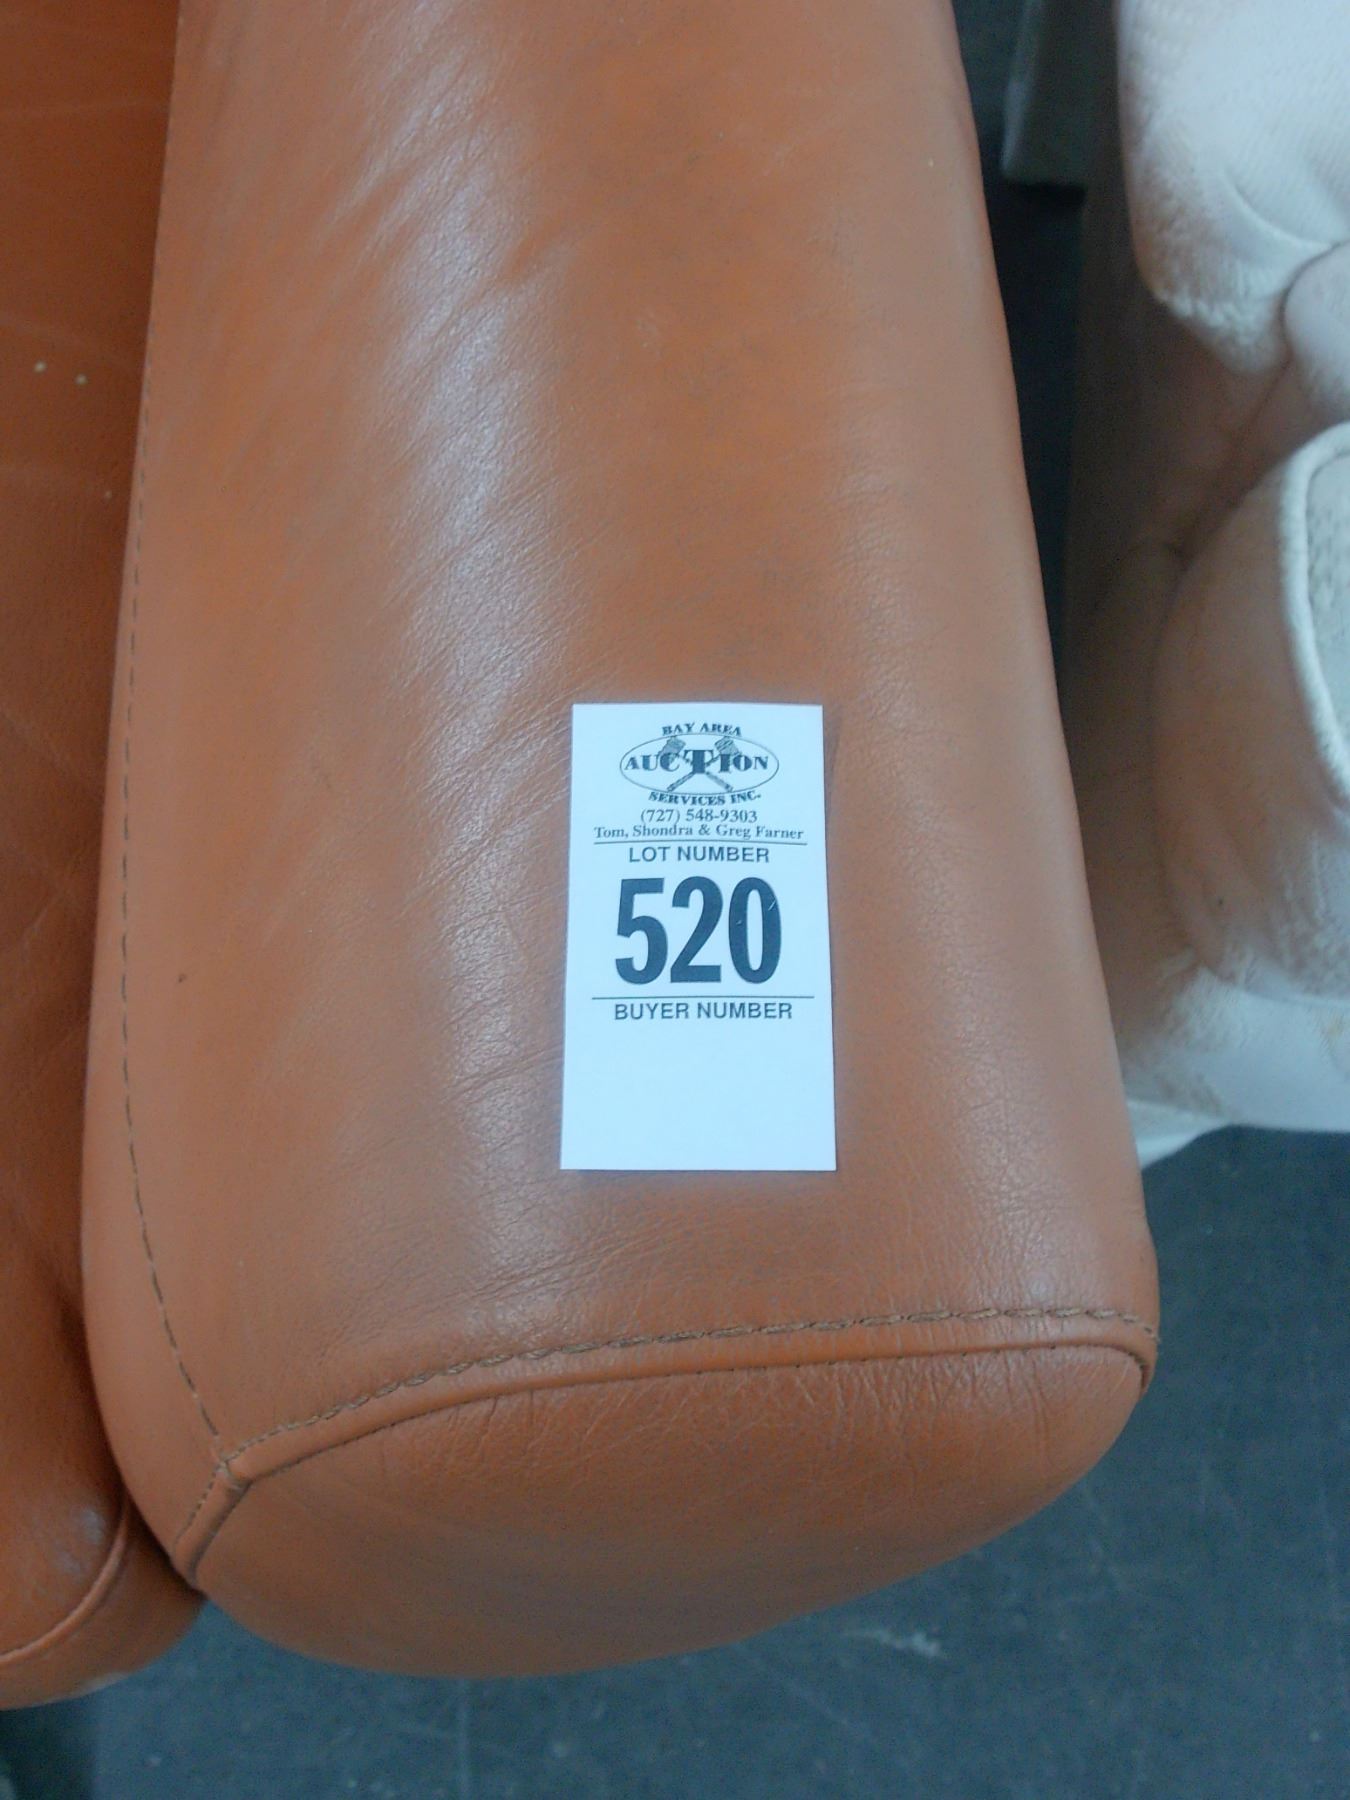 BAY AREA
AUCTION
SERVICES INC.
(727) 548-9303
Tom, Shondra & Greg Farner
LOT NUMBER
520
BUYER NUMBER